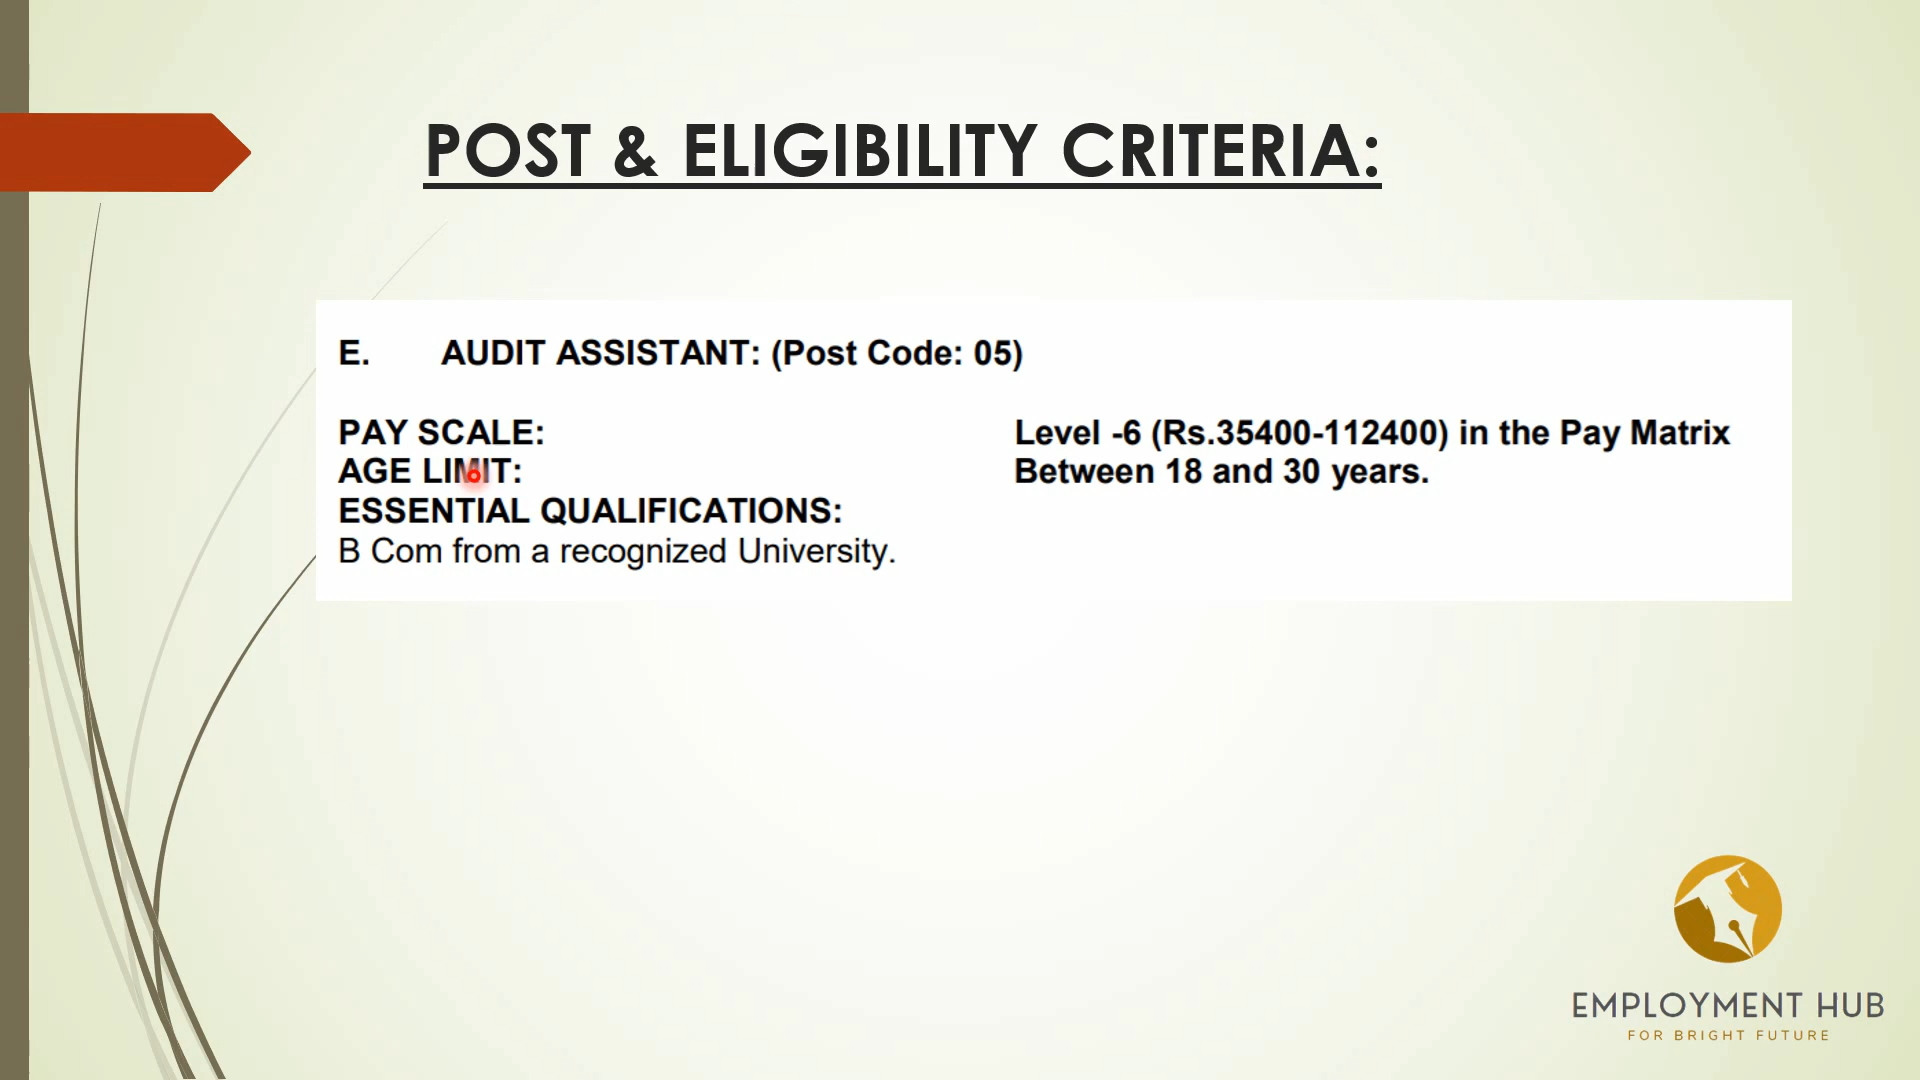 POST & ELIGIBILITY CRITERIA:
E. AUDIT ASSISTANT: (Post Code: 05)
PAY SCALE: Level -6 (Rs.35400-112400) in the Pay Matrix
AGE LIMIT: Between 18 and 30 years.
ESSENTIAL QUALIFICATIONS:
B Com from a recognized University.
EMPLOYMENT HUB
FOR BRIGHT FUTURE